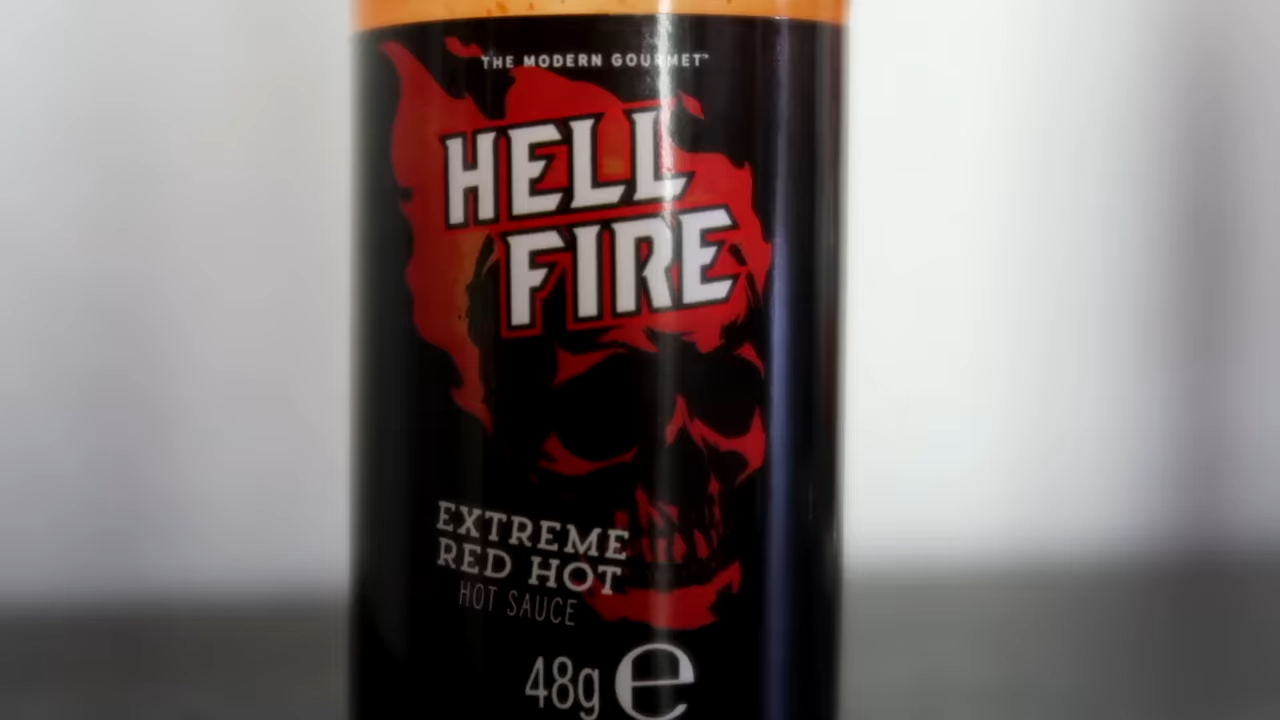 THE MODERN GOURMET™
HELL
FIRE
EXTREME
RED HOT
HOT SAUCE
48g ℮